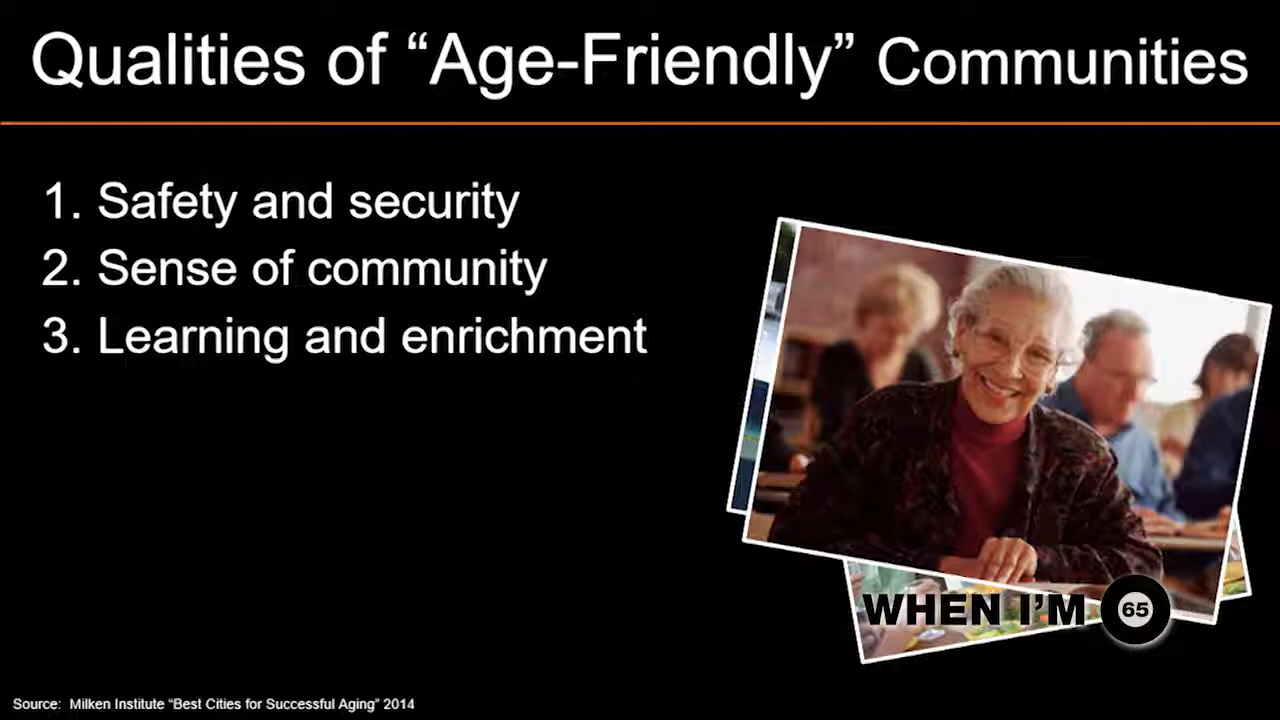 Qualities of “Age-Friendly” Communities
1. Safety and security
2. Sense of community
3. Learning and enrichment
WHEN I’M 65
Source: Milken Institute “Best Cities for Successful Aging” 2014